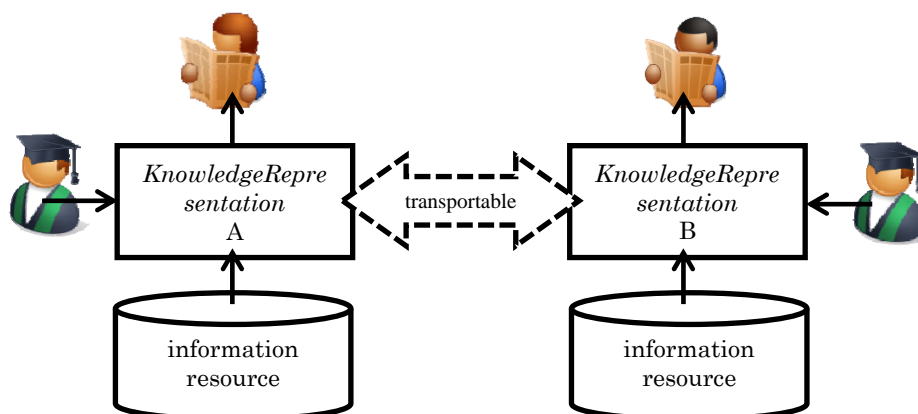 KnowledgeRepre
sentation
A
transportable
KnowledgeRepre
sentation
B
information
resource
information
resource